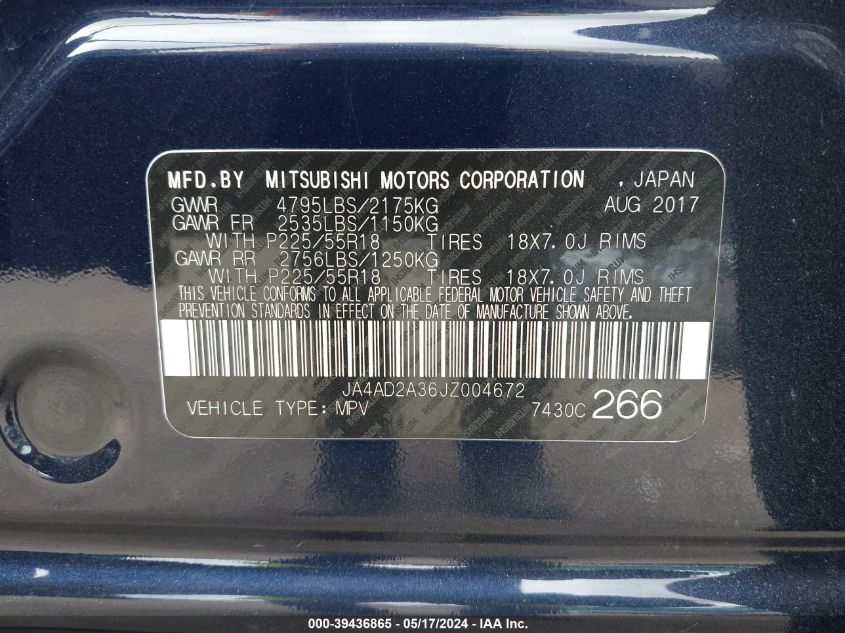 MFD.BY MITSUBISHI MOTORS CORPORATION , JAPAN
GVWR 4795LBS/2175KG AUG 2017
GAWR FR 2535LBS/1150KG
WITH P225/55R18 TIRES 18X7.0J RIMS
GAWR RR 2756LBS/1250KG
WITH P225/55R18 TIRES 18X7.0J RIMS
THIS VEHICLE CONFORMS TO ALL APPLICABLE FEDERAL MOTOR VEHICLE SAFETY AND THEFT
PREVENTION STANDARDS IN EFFECT ON THE DATE OF MANUFACTURE SHOWN ABOVE.
JA4AD2A36JZ004672
VEHICLE TYPE: MPV 7430C 266
000-39436865 - 05/17/2024 - IAA Inc.